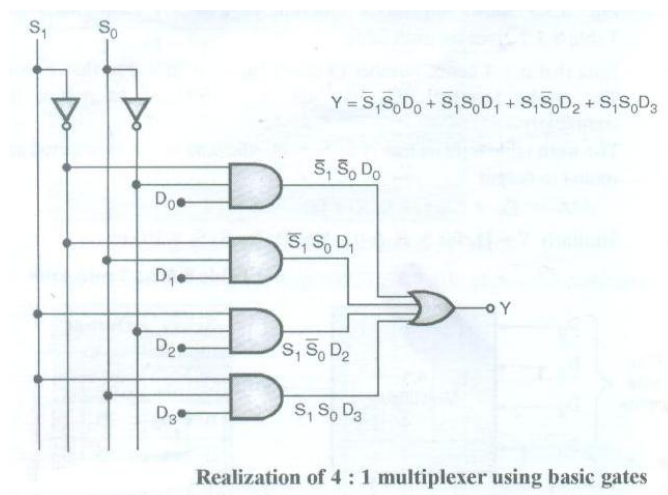 S₁ S₀
Y = S̅₁S̅₀D₀ + S̅₁S₀D₁ + S₁S̅₀D₂ + S₁S₀D₃
S̅₁ S̅₀ D₀
D₀
S̅₁ S₀ D₁
D₁
Y
D₂
S₁ S̅₀ D₂
S₁ S₀ D₃
D₃
Realization of 4 : 1 multiplexer using basic gates